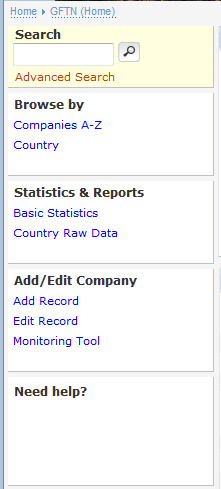 Home GFTN (Home)
Search
Advanced Search
Browse by
Companies A-Z
Country
Statistics & Reports
Basic Statistics
Country Raw Data
Add/Edit Company
Add Record
Edit Record
Monitoring Tool
Need help?